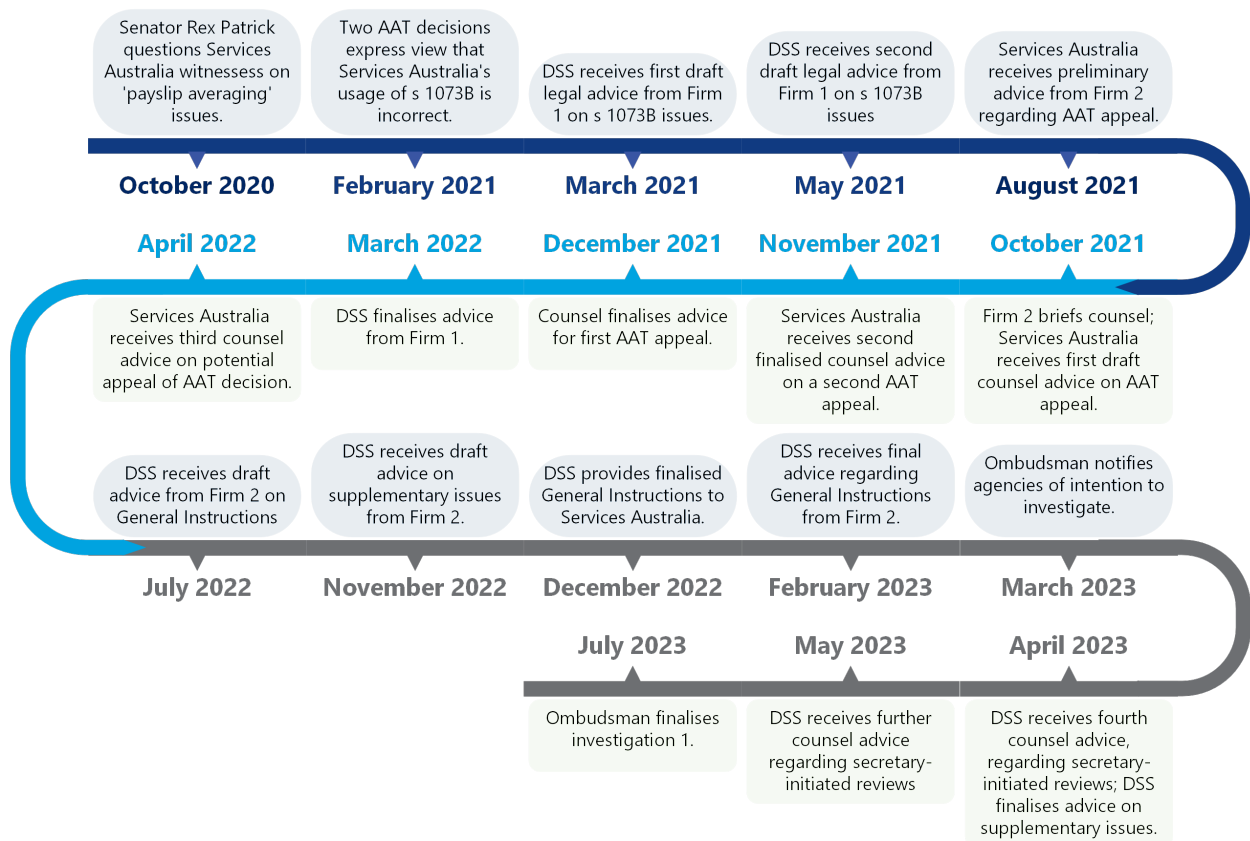 Senator Rex Patrick
questions Services
Australia witnessess on
'payslip averaging'
issues.
October 2020
Two AAT decisions
express view that
Services Australia's
usage of s 1073B is
incorrect.
February 2021
DSS receives first draft
legal advice from Firm
1 on s 1073B issues.
March 2021
DSS receives second
draft legal advice from
Firm 1 on s 1073B
issues
May 2021
Services Australia
receives preliminary
advice from Firm 2
regarding AAT appeal.
August 2021
October 2021
Firm 2 briefs counsel;
Services Australia
receives first draft
counsel advice on AAT
appeal.
November 2021
Services Australia
receives second
finalised counsel advice
on a second AAT
appeal.
December 2021
Counsel finalises advice
for first AAT appeal.
March 2022
DSS finalises advice
from Firm 1.
April 2022
Services Australia
receives third counsel
advice on potential
appeal of AAT decision.
DSS receives draft
advice from Firm 2 on
General Instructions
July 2022
DSS receives draft
advice on
supplementary issues
from Firm 2.
November 2022
DSS provides finalised
General Instructions to
Services Australia.
December 2022
DSS receives final
advice regarding
General Instructions
from Firm 2.
February 2023
Ombudsman notifies
agencies of intention to
investigate.
March 2023
April 2023
DSS receives fourth
counsel advice,
regarding secretary-
initiated reviews; DSS
finalises advice on
supplementary issues.
May 2023
DSS receives further
counsel advice
regarding secretary-
initiated reviews
July 2023
Ombudsman finalises
investigation 1.